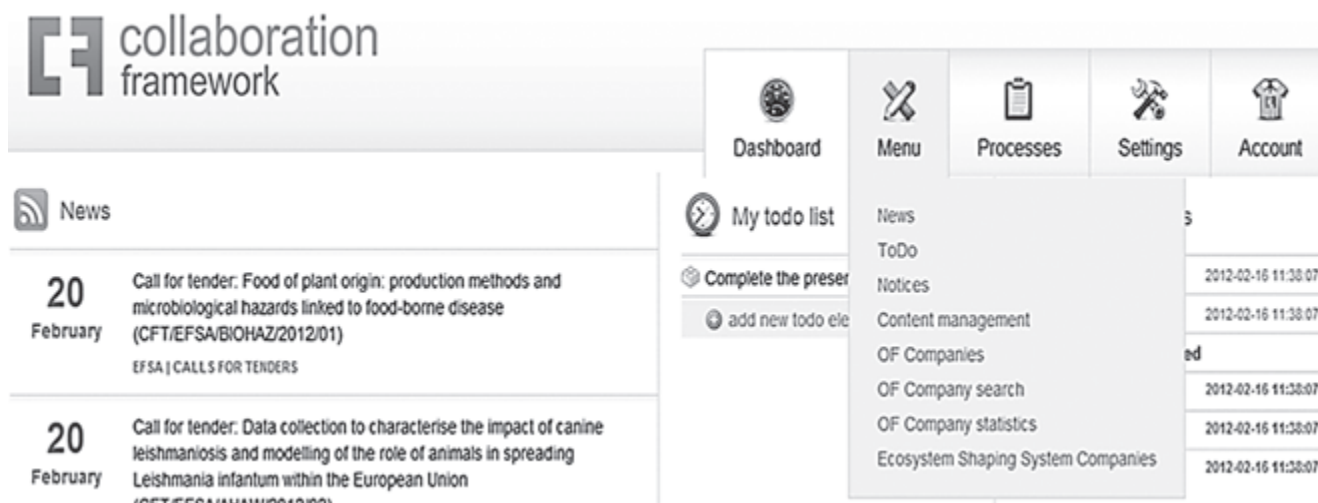 collaboration
framework
Dashboard
Menu
Processes
Settings
Account
News
20
February
Call for tender: Food of plant origin: production methods and
microbiological hazards linked to food-borne disease
(CFT/EFSA/BIOHAZ/2012/01)
EFSA | CALLS FOR TENDERS
20
February
Call for tender: Data collection to characterise the impact of canine
leishmaniosis and modelling of the role of animals in spreading
Leishmania infantum within the European Union
My todo list
Complete the
add new todo
News
ToDo
Notices
Content management
OF Companies
OF Company search
OF Company statistics
Ecosystem Shaping System Companies
2012-02-16 11:38:07
2012-02-16 11:38:07
2012-02-16 11:38:07
2012-02-16 11:38:07
2012-02-16 11:38:07